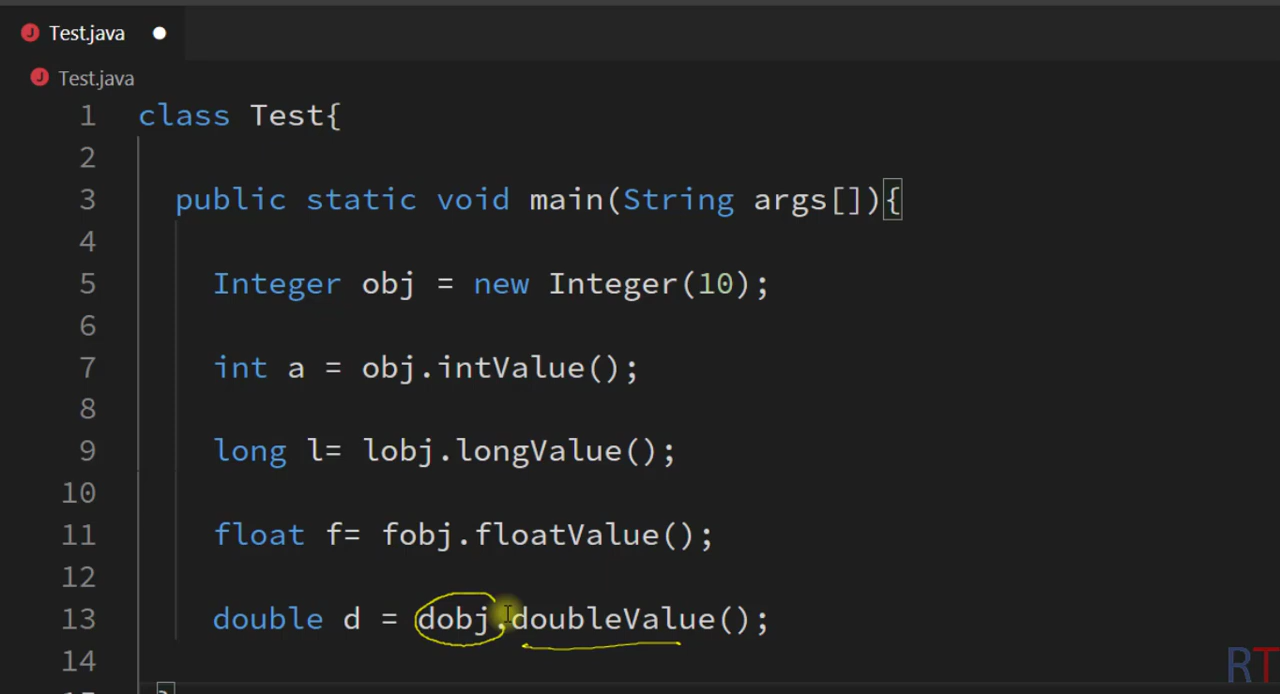 Test.java
Test.java
1 class Test{
2
3 public static void main(String args[]){
4
5 Integer obj = new Integer(10);
6
7 int a = obj.intValue();
8
9 long l= lobj.longValue();
10
11 float f= fobj.floatValue();
12
13 double d = dobj.doubleValue();
14
}
RT